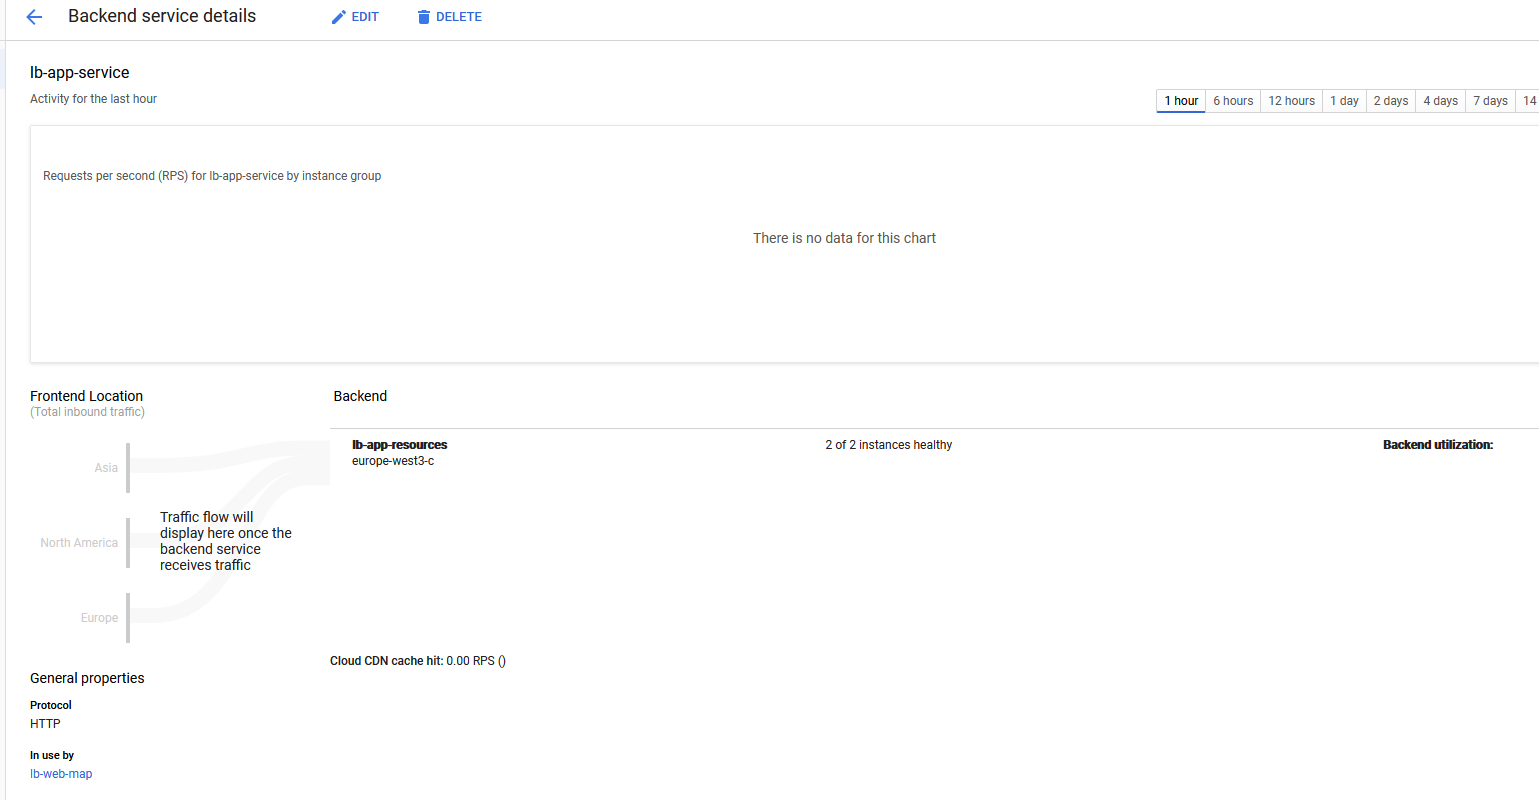 Backend service details
EDIT
DELETE
lb-app-service
Activity for the last hour
1 hour
6 hours
12 hours
1 day
2 days
4 days
7 days
14
Requests per second (RPS) for lb-app-service by instance group
There is no data for this chart
Frontend Location
(Total inbound traffic)
Backend
lb-app-resources
europe-west3-c
2 of 2 instances healthy
Backend utilization:
Asia
North America
Europe
Traffic flow will
display here once the
backend service
receives traffic
Cloud CDN cache hit: 0.00 RPS ()
General properties
Protocol
HTTP
In use by
lb-web-map